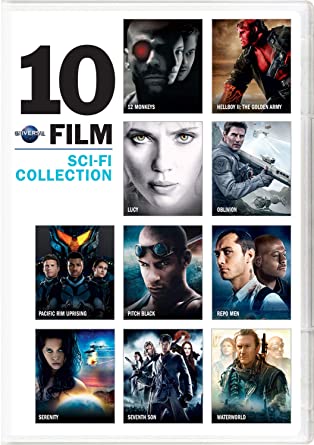 10
UNIVERSAL
FILM
SCI-FI
COLLECTION
12 MONKEYS
HELLBOY II: THE GOLDEN ARMY
LUCY
OBLIVION
PACIFIC RIM UPRISING
PITCH BLACK
REPO MEN
SERENITY
SEVENTH SON
WATERWORLD